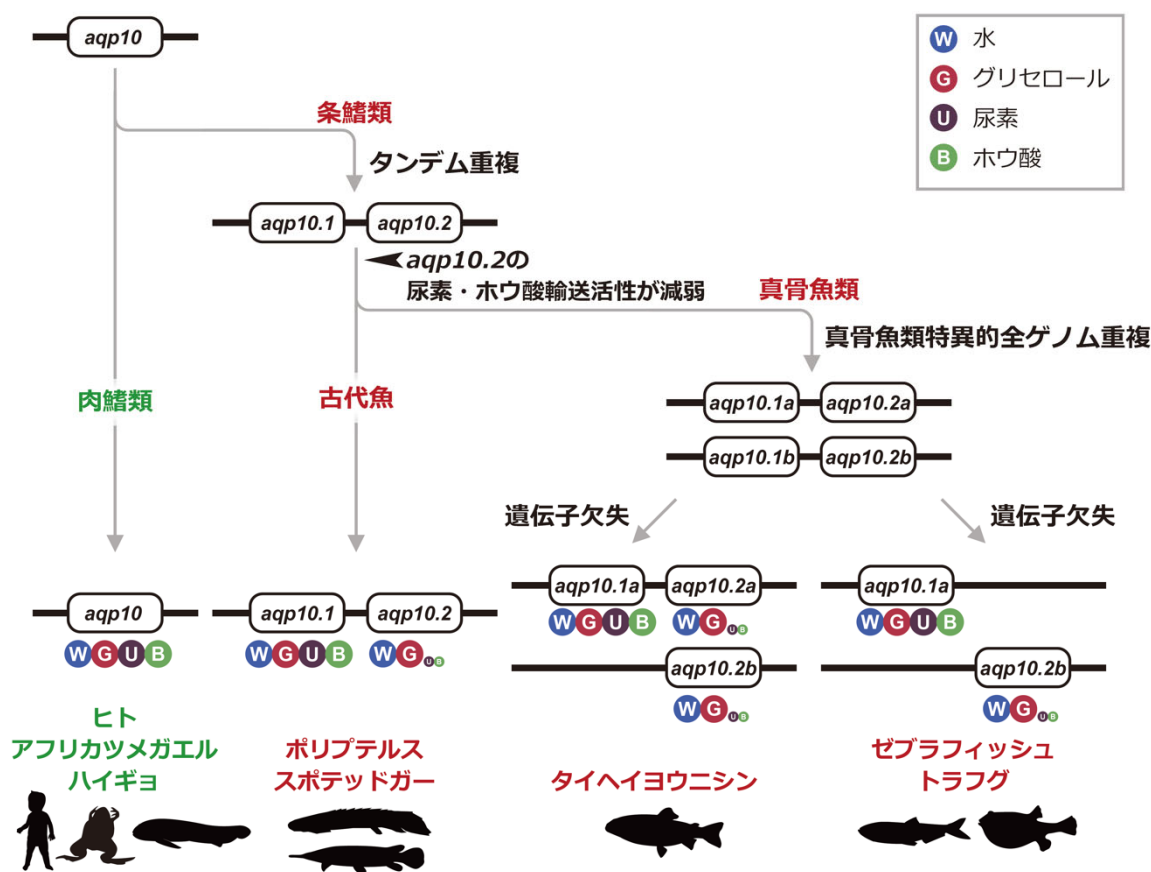 aqp10
W 水
G グリセロール
U 尿素
B ホウ酸
条鰭類
タンデム重複
aqp10.1 aqp10.2
aqp10.2の
尿素・ホウ酸輸送活性が減弱
真骨魚類
真骨魚類特異的全ゲノム重複
肉鰭類
古代魚
aqp10.1a aqp10.2a
aqp10.1b aqp10.2b
遺伝子欠失
遺伝子欠失
aqp10
W G U B
ヒト
アフリカツメガエル
ハイギョ
aqp10.1 aqp10.2
W G U B W G U B
ポリプテルス
スポテッドガー
aqp10.1a aqp10.2a
W G U B W G U B
aqp10.2b
W G U B
タイヘイヨウニシン
aqp10.1a
W G U B
aqp10.2b
W G U B
ゼブラフィッシュ
トラフグ